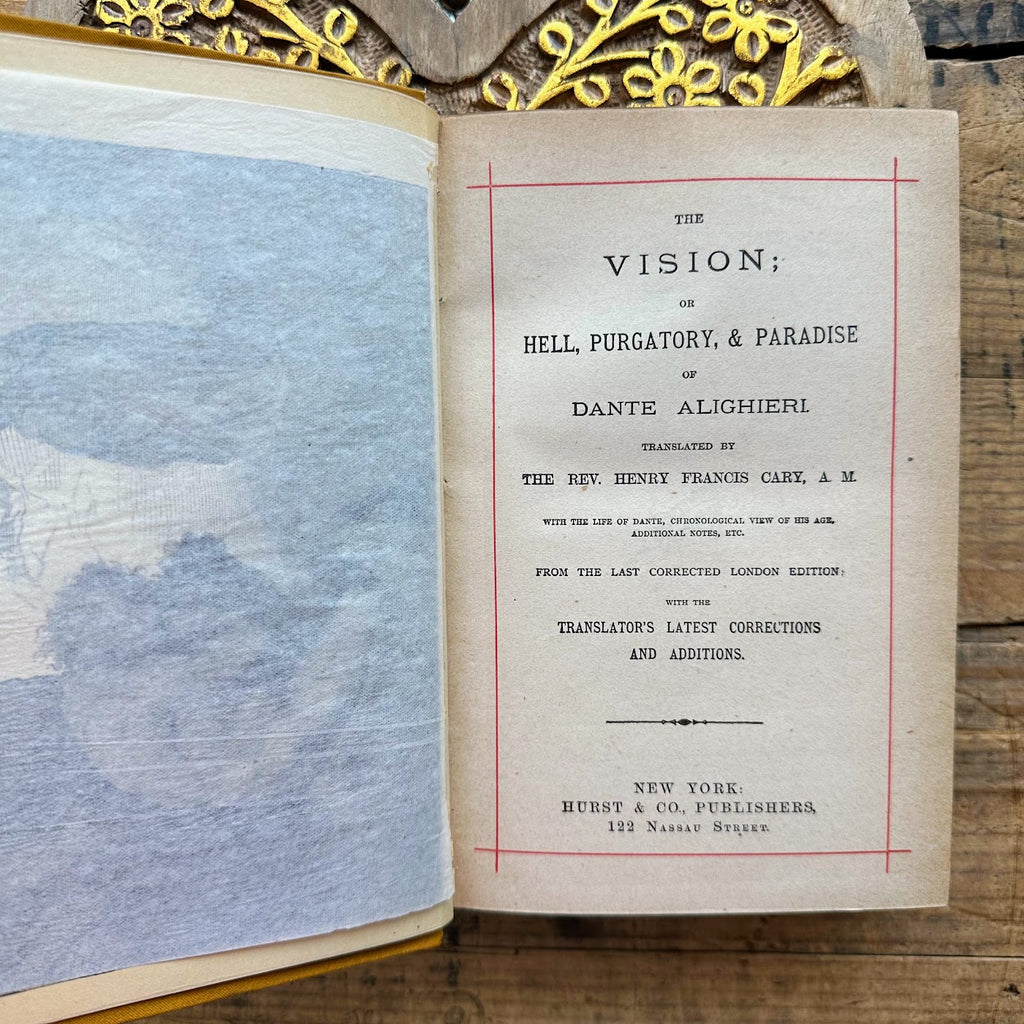 THE
VISION;
OR
HELL, PURGATORY, & PARADISE
OF
DANTE ALIGHIERI.
TRANSLATED BY
THE REV. HENRY FRANCIS CARY, A. M.
WITH THE LIFE OF DANTE, CHRONOLOGICAL VIEW OF HIS AGE,
ADDITIONAL NOTES, ETC.
FROM THE LAST CORRECTED LONDON EDITION;
WITH THE
TRANSLATOR'S LATEST CORRECTIONS
AND ADDITIONS.
NEW YORK:
HURST & CO., PUBLISHERS,
122 NASSAU STREET.